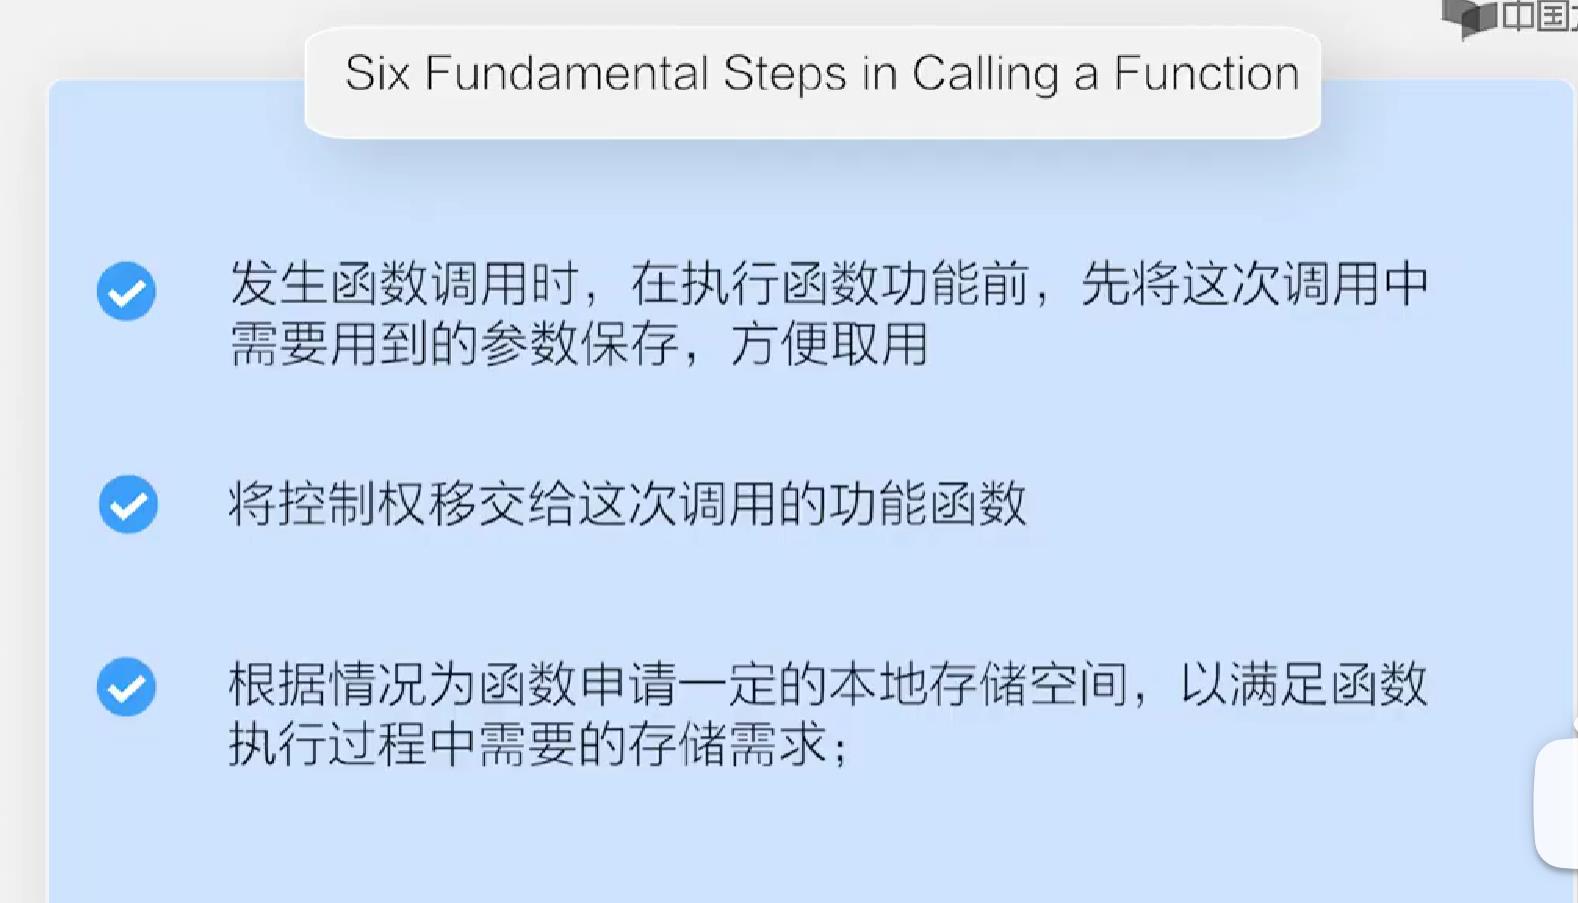 中国
Six Fundamental Steps in Calling a Function
发生函数调用时，在执行函数功能前，先将这次调用中
需要用到的参数保存，方便取用
将控制权移交给这次调用的功能函数
根据情况为函数申请一定的本地存储空间，以满足函数
执行过程中需要的存储需求；